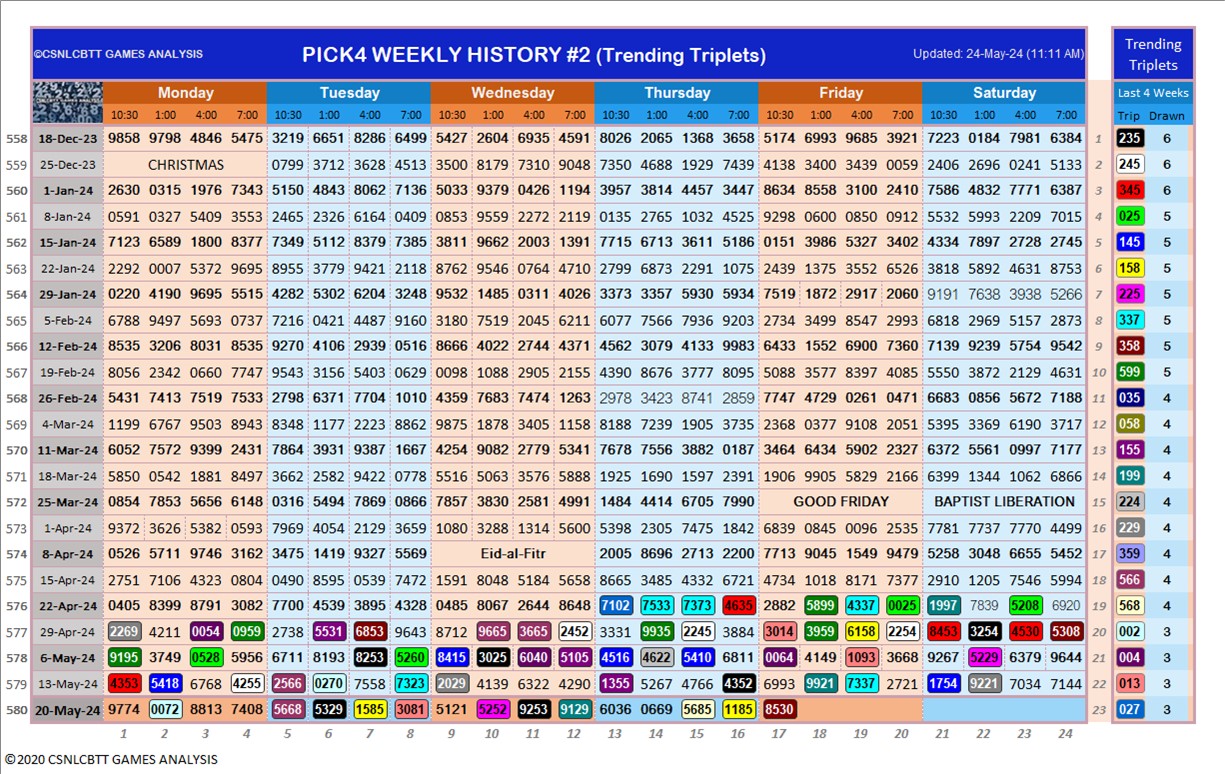 ©CSNLCBTT GAMES ANALYSIS PICK4 WEEKLY HISTORY #2 (Trending Triplets) Updated: 24-May-24 (11:11 AM) Trending
Triplets
Monday Tuesday Wednesday Thursday Friday Saturday Last 4 Weeks
10:30 1:00 4:00 7:00 10:30 1:00 4:00 7:00 10:30 1:00 4:00 7:00 10:30 1:00 4:00 7:00 10:30 1:00 4:00 7:00 10:30 1:00 4:00 7:00 Trip Drawn
558 18-Dec-23 9858 9798 4846 5475 3219 6651 8286 6499 5427 2604 6935 4591 8026 2065 1368 3658 5174 6993 9685 3921 7223 0184 7981 6384 1 235 6
559 25-Dec-23 CHRISTMAS 0799 3712 3628 4513 3500 8179 7310 9048 7350 4688 1929 7439 4138 3400 3439 0059 2406 2696 0241 5133 2 245 6
560 1-Jan-24 2630 0315 1976 7343 5150 4843 8062 7136 5033 9379 0426 1194 3957 3814 4457 3447 8634 8558 3100 2410 7586 4832 7771 6387 3 345 6
561 8-Jan-24 0591 0327 5409 3553 2465 2326 6164 0409 0853 9559 2272 2119 0135 2765 1032 4525 9298 0600 0850 0912 5532 5993 2209 7015 4 025 5
562 15-Jan-24 7123 6589 1800 8377 7349 5112 8379 7385 3811 9662 2003 1391 7715 6713 3611 5186 0151 3986 5327 3402 4334 7897 2728 2745 5 145 5
563 22-Jan-24 2292 0007 5372 9695 8955 3779 9421 2118 8762 9546 0764 4710 2799 6873 2291 1075 2439 1375 3552 6526 3818 5892 4631 8753 6 158 5
564 29-Jan-24 0220 4190 9695 5515 4282 5302 6204 3248 9532 1485 0311 4026 3373 3357 5930 5934 7519 1872 2917 2060 9191 7638 3938 5266 7 225 5
565 5-Feb-24 6788 9497 5693 0737 7216 0421 4487 9160 3180 7519 2045 6211 6077 7566 7936 9203 2734 3499 8547 2993 6818 2969 5157 2873 8 337 5
566 12-Feb-24 8535 3206 8031 8535 9270 4106 2939 0516 8666 4022 2744 4371 4562 3079 4133 9983 6433 1552 6900 7360 7139 9239 5754 9542 9 358 5
567 19-Feb-24 8056 2342 0660 7747 9543 3156 5403 0629 0098 1088 2905 2155 4390 8676 3777 8095 5088 3577 8397 4085 5550 3872 2129 4631 10 599 5
568 26-Feb-24 5431 7413 7519 7533 2798 6371 7704 1010 4359 7683 7474 1263 2978 3423 8741 2859 7747 4729 0261 0471 6683 0856 5672 7188 11 035 4
569 4-Mar-24 1199 6767 9503 8943 8348 1177 2223 8862 9875 1878 3405 1158 8188 7239 1905 3735 2368 0377 9108 2051 5395 3369 6190 3717 12 058 4
570 11-Mar-24 6052 7572 9399 2431 7864 3931 9387 1667 4254 9082 2779 5341 7678 7556 3882 0187 3464 6434 5902 2327 6372 5561 0997 7177 13 155 4
571 18-Mar-24 5850 0542 1881 8497 3662 2582 9422 0778 5516 5063 7576 5888 1925 1690 1597 2391 1906 9905 5829 2166 6399 1344 1062 6866 14 199 4
572 25-Mar-24 0854 7853 5656 6148 0316 5494 7869 0866 7857 3830 2581 4991 1484 4414 6705 7990 GOOD FRIDAY BAPTIST LIBERATION 15 224 4
573 1-Apr-24 9372 3626 5382 0593 7969 4054 2129 3659 1080 3288 1314 5600 5398 2305 7475 1842 6839 0845 0096 2535 7781 7737 7770 4499 16 229 4
574 8-Apr-24 0526 5711 9746 3162 3475 1419 9327 5569 Eid-al-Fitr 2005 8696 2713 2200 7713 9045 1549 9479 5258 3048 6655 5452 17 359 4
575 15-Apr-24 2751 7106 4323 0804 0490 8595 0539 7472 1591 8048 5184 5658 8665 3485 4332 6721 4734 1018 8171 7377 2910 1205 7546 5994 18 566 4
576 22-Apr-24 0405 8399 8791 3082 7700 4539 3895 4328 0485 8067 2644 8648 7102 7533 7373 4635 2882 5899 4337 0025 1997 7839 5208 6920 19 568 4
577 29-Apr-24 2269 4211 0054 0959 2738 5531 6853 9643 8712 9665 3665 2452 3331 9935 2245 3884 3014 3959 6158 2254 8453 3254 4530 5308 20 002 3
578 6-May-24 9195 3749 0528 5956 6711 8193 8253 5260 8415 3025 6040 5105 4516 4622 5410 6811 0064 4149 1093 3668 9267 5229 6379 9644 21 004 3
579 13-May-24 4353 5418 6768 4255 2566 0270 7558 7323 2029 4139 6322 4290 1355 5267 4766 4352 6993 9921 7337 2721 1754 9221 7034 7144 22 013 3
580 20-May-24 9774 0072 8813 7408 5668 5329 1585 3081 5121 5252 9253 9129 6036 0669 5685 1185 8530 23 027 3
1 2 3 4 5 6 7 8 9 10 11 12 13 14 15 16 17 18 19 20 21 22 23 24
©2020 CSNLCBTT GAMES ANALYSIS